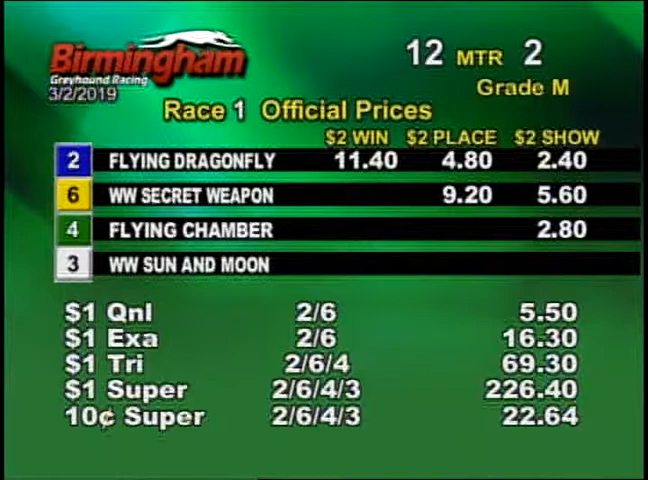 Birmingham
Greyhound Racing
3/2/2019
12 MTR 2
Grade M
Race 1 Official Prices
$2 WIN $2 PLACE $2 SHOW
2 FLYING DRAGONFLY 11.40 4.80 2.40
6 WW SECRET WEAPON 9.20 5.60
4 FLYING CHAMBER 2.80
3 WW SUN AND MOON
$1 Qnl 2/6 5.50
$1 Exa 2/6 16.30
$1 Tri 2/6/4 69.30
$1 Super 2/6/4/3 226.40
10¢ Super 2/6/4/3 22.64